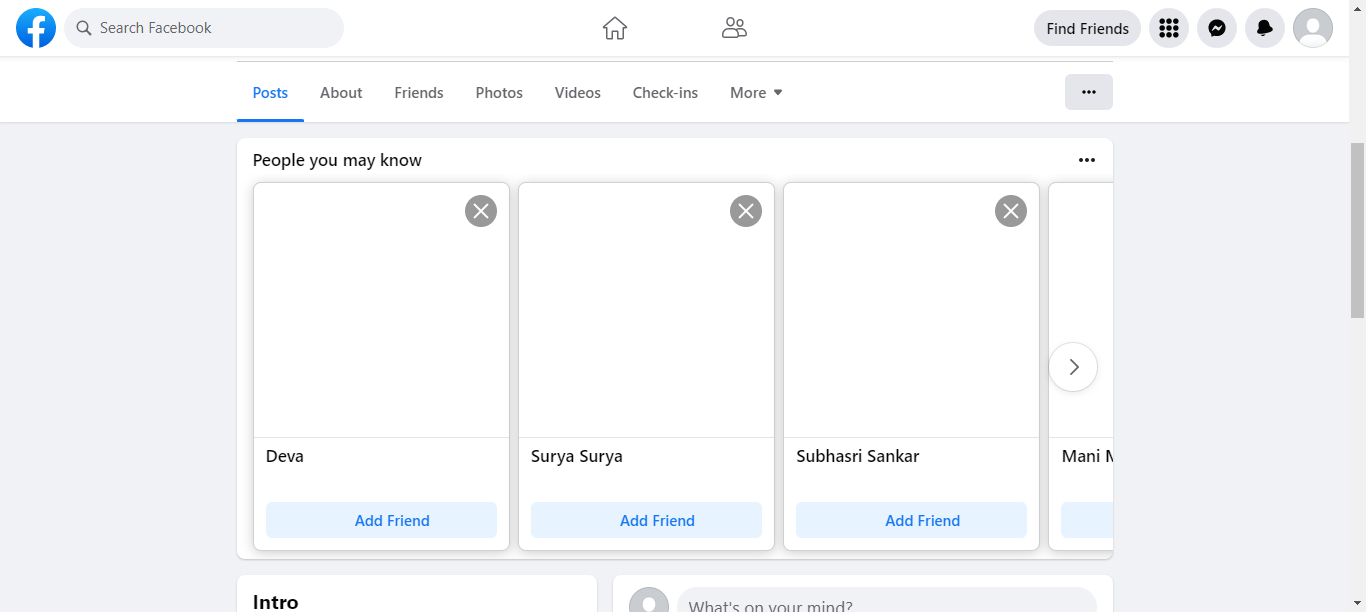 Search Facebook
Find Friends
Posts About Friends Photos Videos Check-ins More
People you may know
Deva
Surya Surya
Subhasri Sankar
Mani
Add Friend
Add Friend
Add Friend
Intro
What's on your mind?